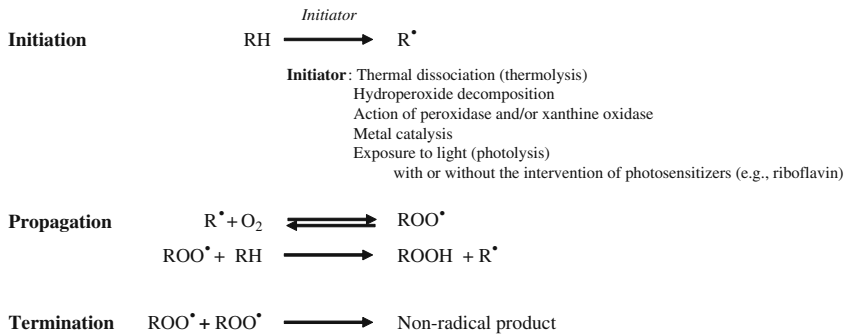 Initiator
Initiation RH R•
Initiator: Thermal dissociation (thermolysis)
Hydroperoxide decomposition
Action of peroxidase and/or xanthine oxidase
Metal catalysis
Exposure to light (photolysis)
with or without the intervention of photosensitizers (e.g., riboflavin)
Propagation R• + O₂ ROO•
ROO• + RH ROOH + R•
Termination ROO• + ROO• Non-radical product